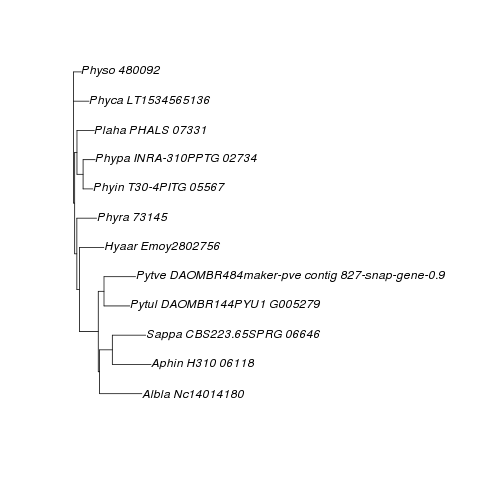 Physo 480092
Phyca LT1534565136
Plaha PHALS 07331
Phypa INRA-310PPTG 02734
Phyin T30-4PITG 05567
Phyra 73145
Hyaar Emoy2802756
Pytve DAOMBR484maker-pve contig 827-snap-gene-0.9
Pytul DAOMBR144PYU1 G005279
Sappa CBS223.65SPRG 06646
Aphin H310 06118
Albla Nc14014180